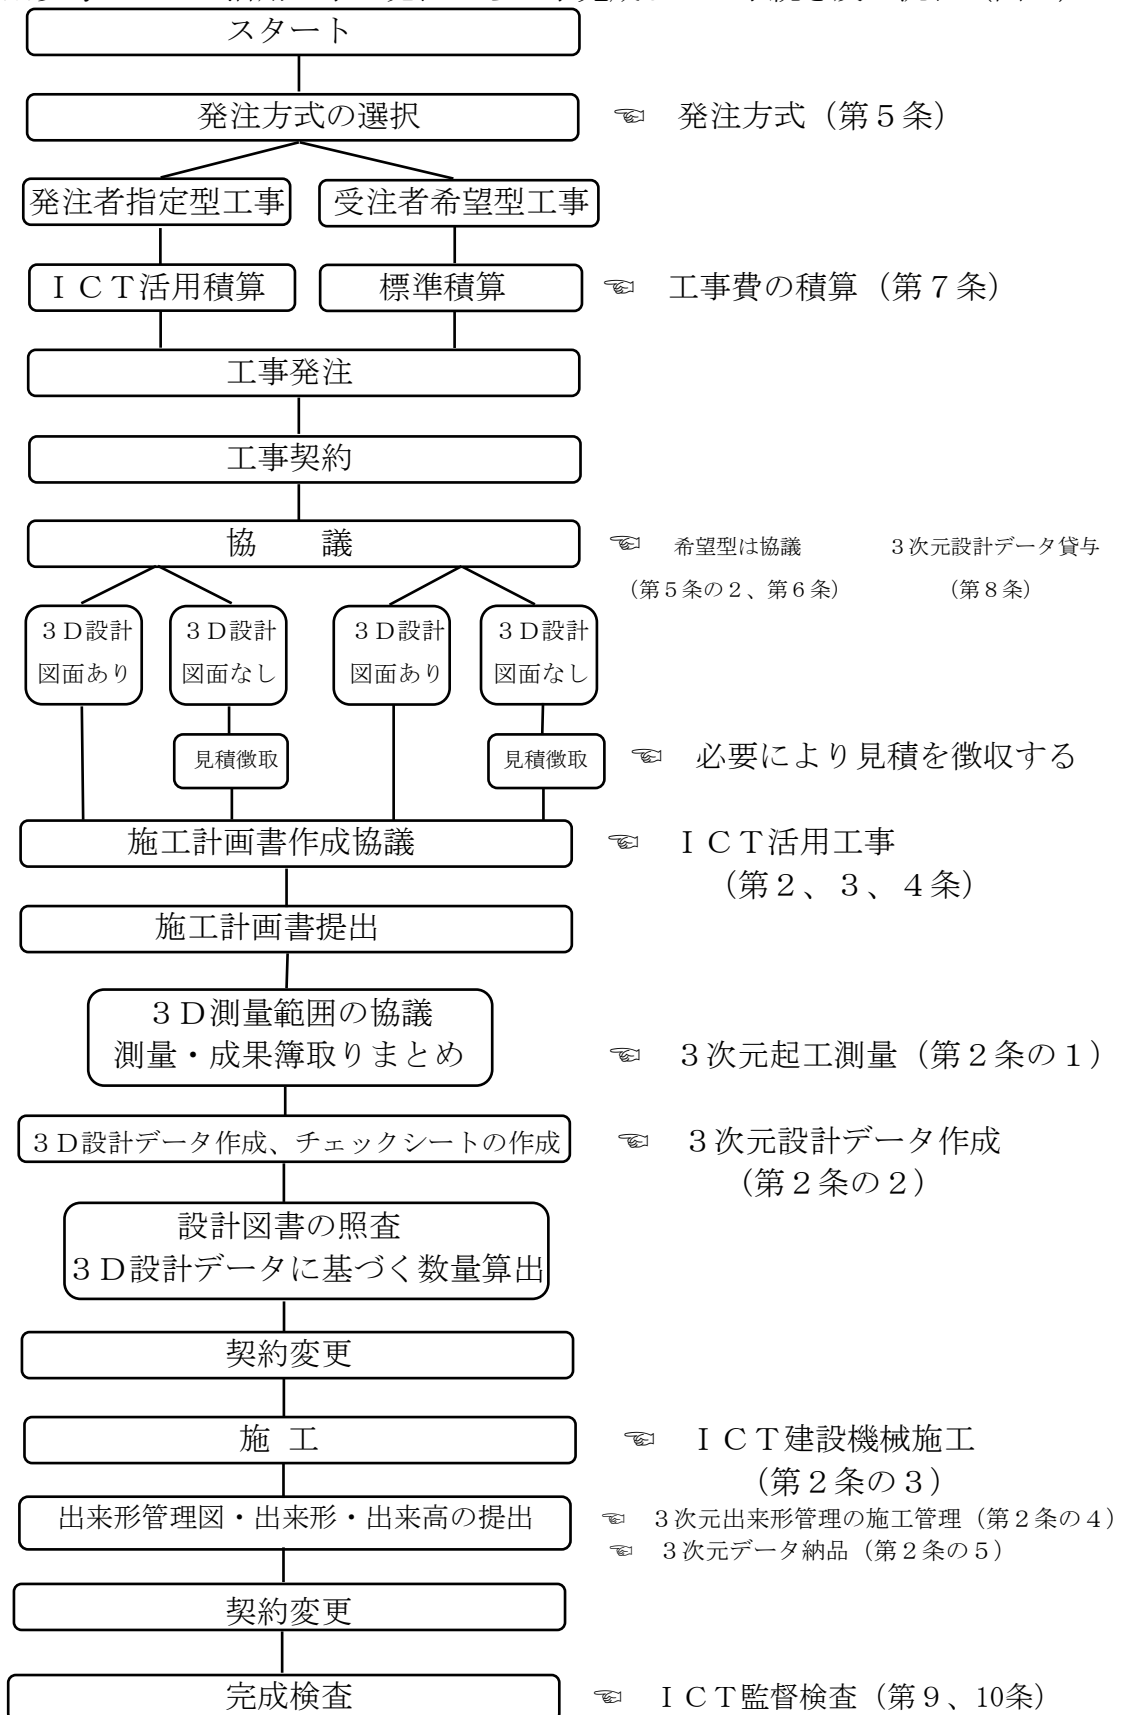 スタート
発注方式の選択
☜ 発注方式（第５条）
発注者指定型工事
受注者希望型工事
ＩＣＴ活用積算
標準積算
☜ 工事費の積算（第７条）
工事発注
工事契約
協　　議
☜ 希望型は協議　３次元設計データ貸与
（第５条の２、第６条）　（第８条）
３Ｄ設計
図面あり
３Ｄ設計
図面なし
３Ｄ設計
図面あり
３Ｄ設計
図面なし
見積徴取
見積徴取
☜ 必要により見積を徴収する
施工計画書作成協議
☜ ＩＣＴ活用工事
（第２、３、４条）
施工計画書提出
３Ｄ測量範囲の協議
測量・成果簿取りまとめ
☜ ３次元起工測量（第２条の１）
３Ｄ設計データ作成、チェックシートの作成
☜ ３次元設計データ作成
（第２条の２）
設計図書の照査
３Ｄ設計データに基づく数量算出
契約変更
施 工
☜ ＩＣＴ建設機械施工
（第２条の３）
出来形管理図・出来形・出来高の提出
☜ ３次元出来形管理の施工管理（第２条の４）
☜ ３次元データ納品（第２条の５）
契約変更
完成検査
☜ ＩＣＴ監督検査（第９、10条）